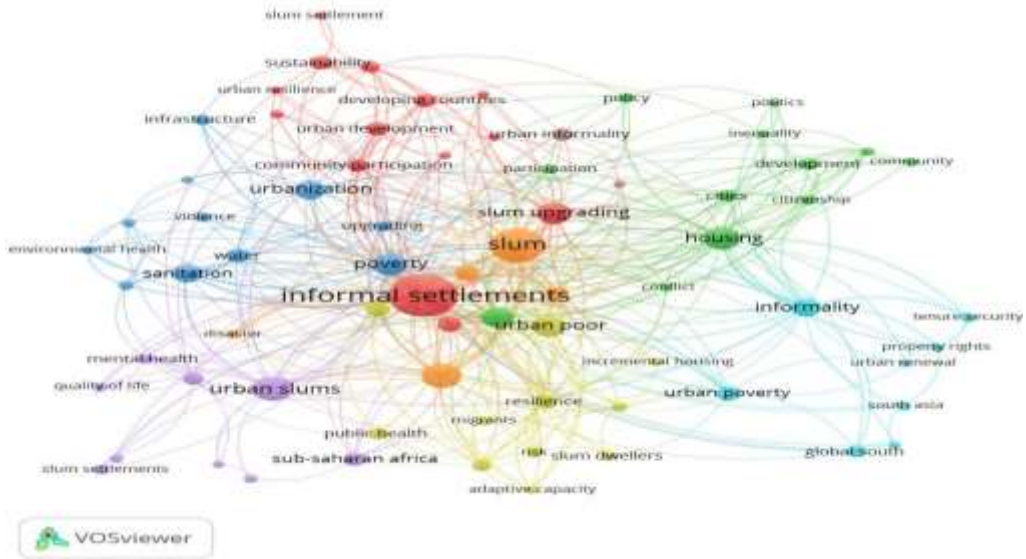 slum settlement
sustainability
urban resilience
developing countries
policy
politics
infrastructure
urban development
urban informality
inequality
community participation
participation
development
community
urbanization
cities
citizenship
violence
upgrading
slum upgrading
environmental health
water
slum
housing
sanitation
poverty
informal settlements
conflict
informality
tenure security
disaster
urban poor
property rights
mental health
incremental housing
urban renewal
quality of life
urban slums
resilience
urban poverty
south asia
migrants
public health
slum settlements
sub-saharan africa
risk
slum dwellers
global south
adaptive capacity
VOSviewer